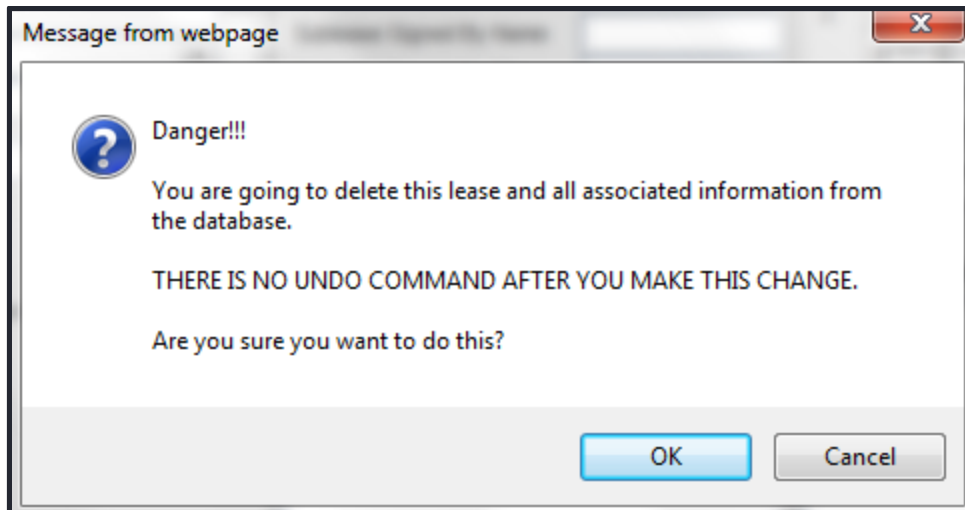 Message from webpage
Danger!!!
You are going to delete this lease and all associated information from
the database.
THERE IS NO UNDO COMMAND AFTER YOU MAKE THIS CHANGE.
Are you sure you want to do this?
OK
Cancel